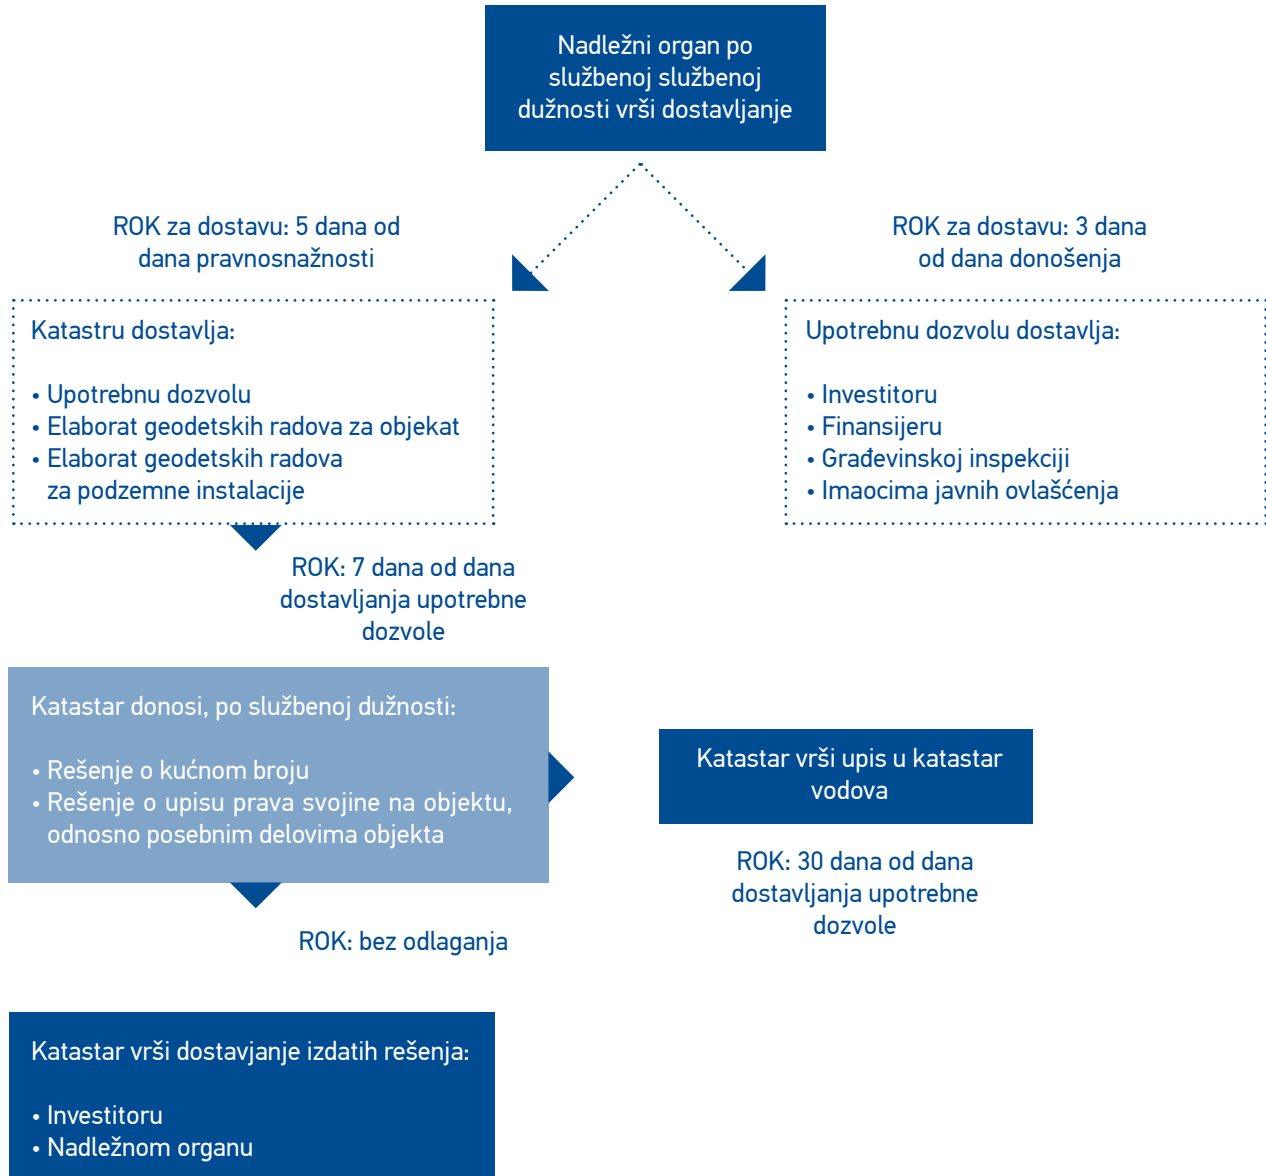 Nadležni organ po
službenoj službenoj
dužnosti vrši dostavljanje
ROK za dostavu: 5 dana od
dana pravnosnažnosti
ROK za dostavu: 3 dana
od dana donošenja
Katastru dostavlja:
• Upotrebnu dozvolu
• Elaborat geodetskih radova za objekat
• Elaborat geodetskih radova
za podzemne instalacije
Upotrebnu dozvolu dostavlja:
• Investitoru
• Finansijeru
• Građevinskoj inspekciji
• Imaocima javnih ovlašćenja
ROK: 7 dana od dana
dostavljanja upotrebne
dozvole
Katastar donosi, po službenoj dužnosti:
• Rešenje o kućnom broju
• Rešenje o upisu prava svojine na objektu,
odnosno posebnim delovima objekta
Katastar vrši upis u katastar
vodova
ROK: 30 dana od dana
dostavljanja upotrebne
dozvole
ROK: bez odlaganja
Katastar vrši dostavjanje izdatih rešenja:
• Investitoru
• Nadležnom organu